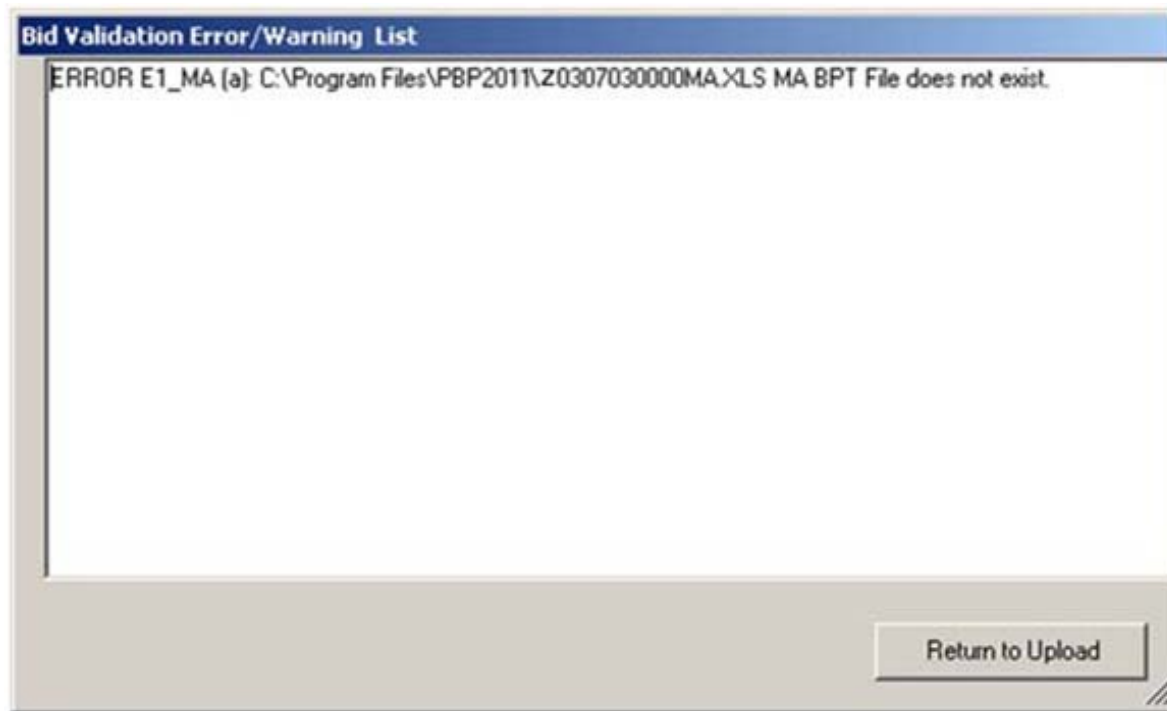 Bid Validation Error/Warning List
ERROR E1_MA (a): C:\Program Files\PBP2011\Z0307030000MA.XLS MA BPT File does not exist.
Return to Upload